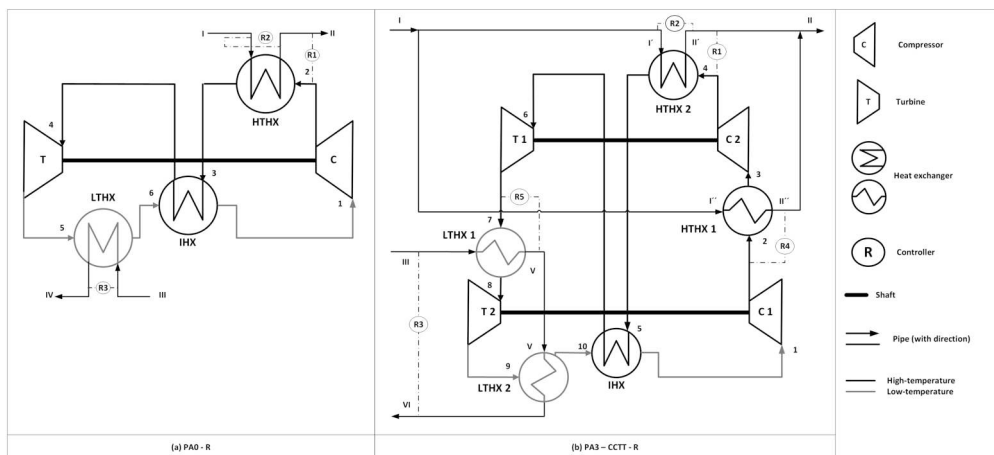 I
R2
II
R1
2
HTHX
4
T
C
3
LTHX
6
5
IHX
1
IV
R3
III
(a) PA0 - R
I
R2
II
I´
II´
R1
4
HTHX 2
6
T 1
C 2
3
R5
I´´
II´´
7
HTHX 1
LTHX 1
2
R4
III
V
8
R3
T 2
C 1
5
V
10
1
9
IHX
LTHX 2
VI
(b) PA3 – CCTT - R
C
Compressor
T
Turbine
Heat exchanger
R
Controller
Shaft
Pipe (with direction)
High-temperature
Low-temperature